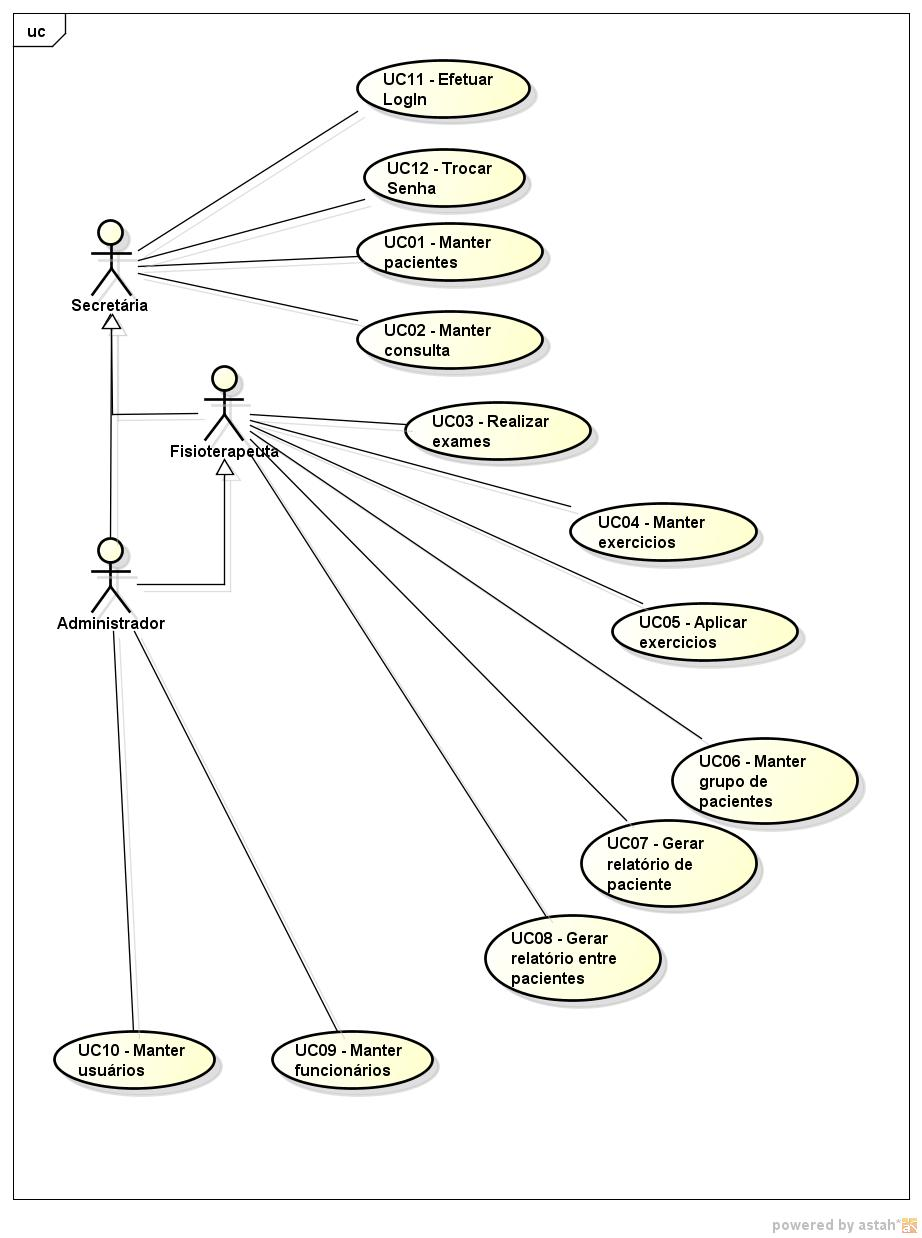 uc
UC11 - Efetuar
LogIn
UC12 - Trocar
Senha
UC01 - Manter
pacientes
Secretária
UC02 - Manter
consulta
UC03 - Realizar
exames
Fisioterapeuta
UC04 - Manter
exercicios
UC05 - Aplicar
exercicios
Administrador
UC06 - Manter
grupo de
pacientes
UC07 - Gerar
relatório de
paciente
UC08 - Gerar
relatório entre
pacientes
UC10 - Manter
usuários
UC09 - Manter
funcionários
powered by astah*